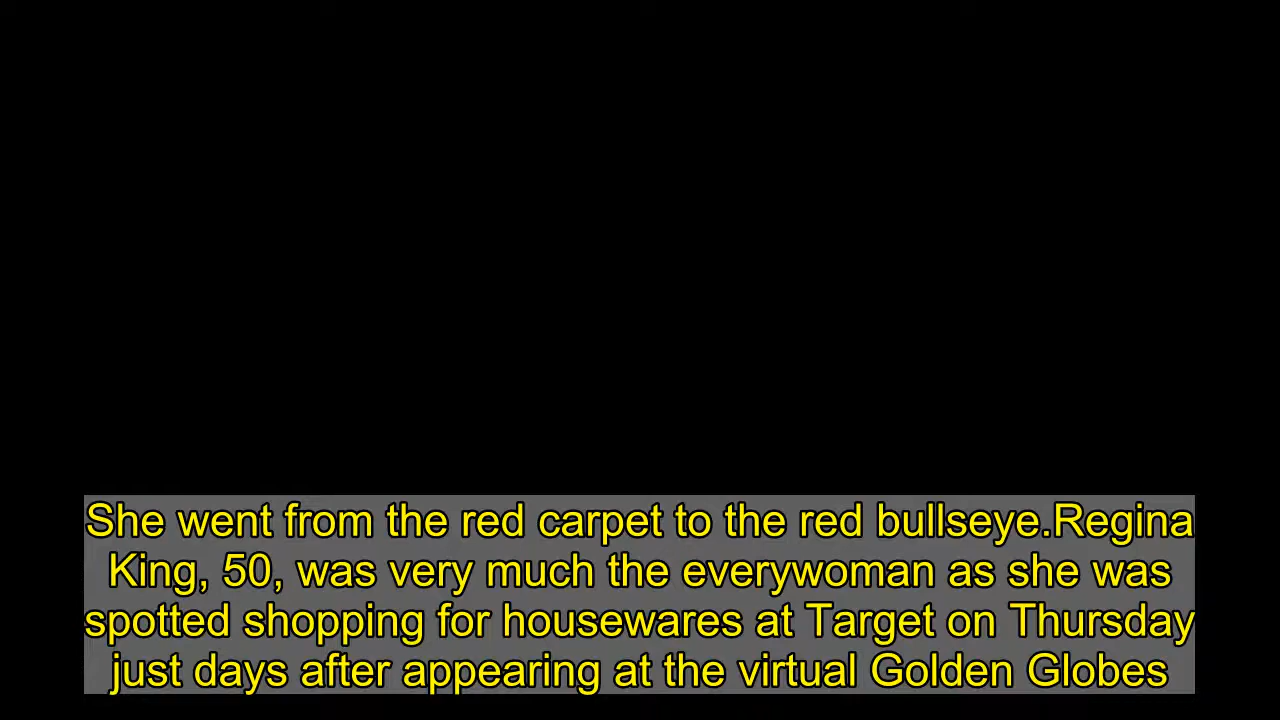 She went from the red carpet to the red bullseye.Regina
King, 50, was very much the everywoman as she was
spotted shopping for housewares at Target on Thursday
just days after appearing at the virtual Golden Globes